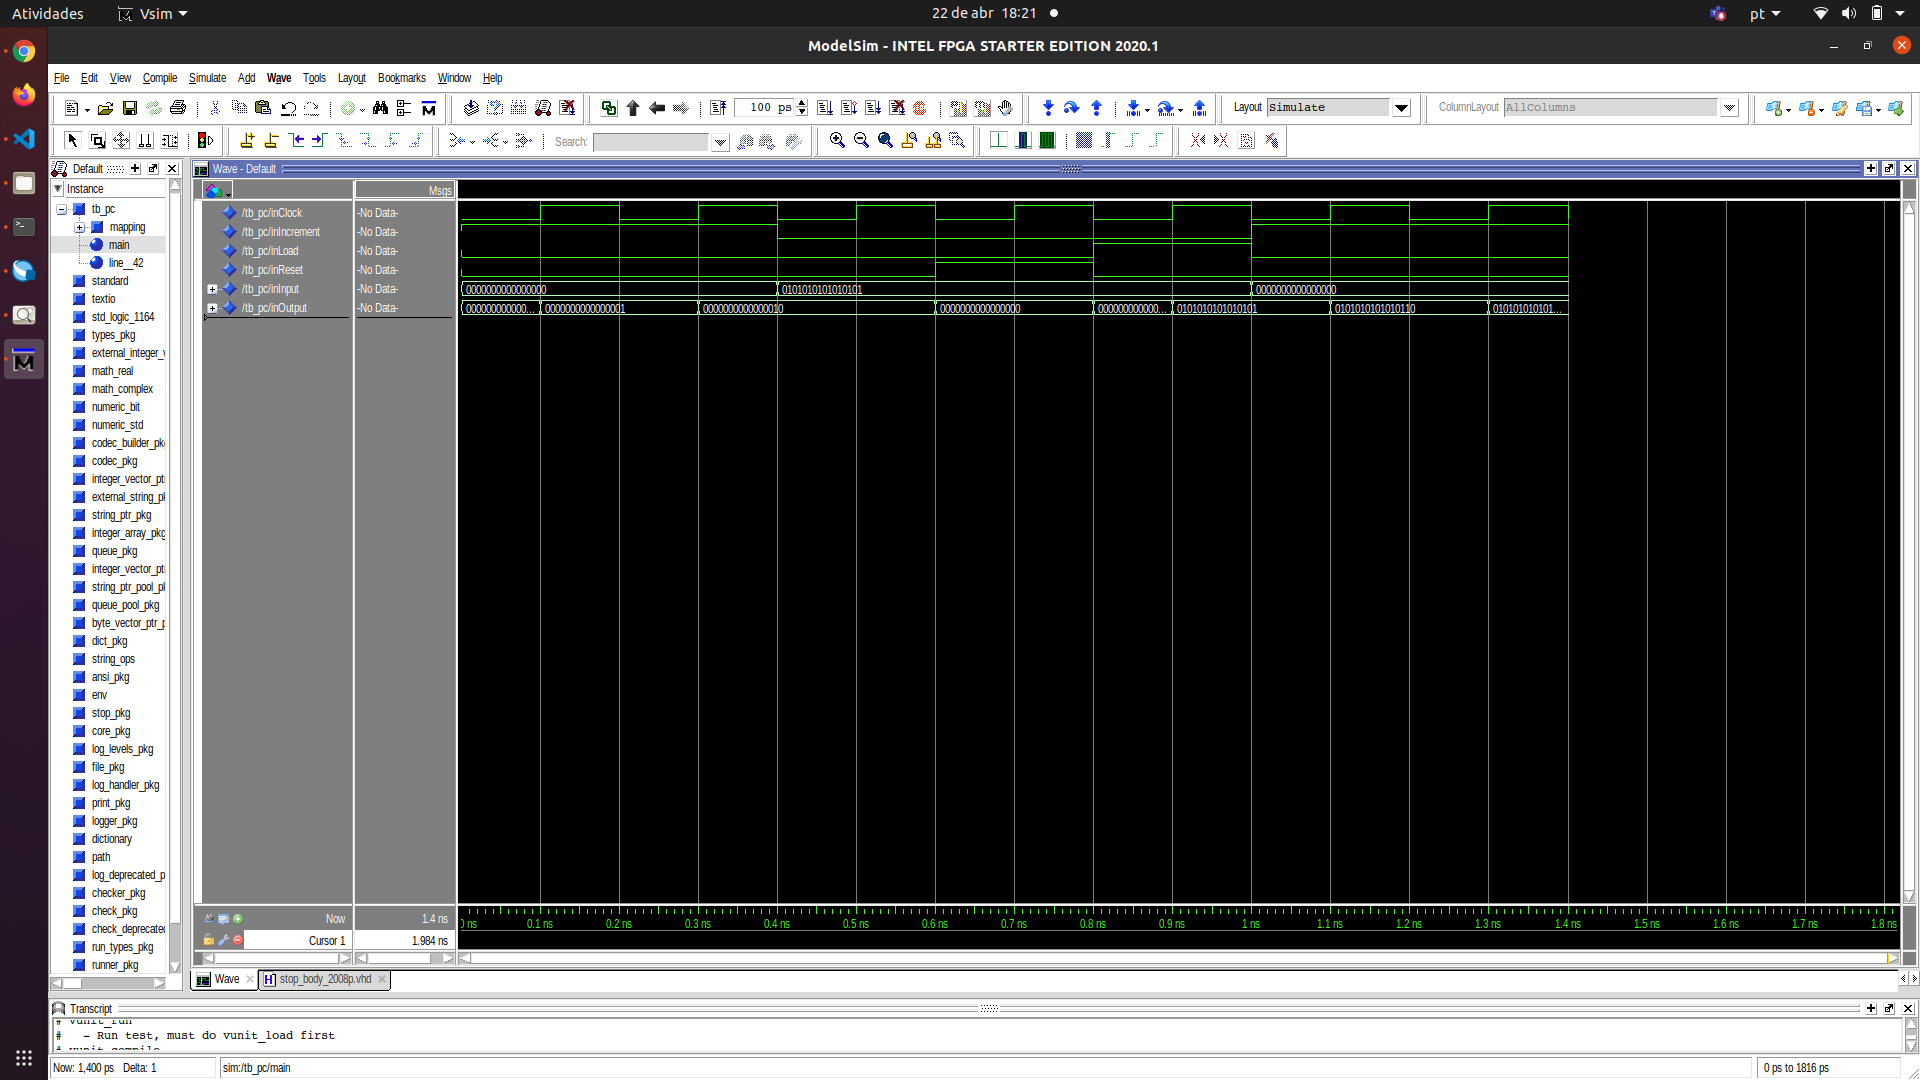 Atividades
Vsim
22 de abr 18:21
pt
ModelSim - INTEL FPGA STARTER EDITION 2020.1
File Edit View Compile Simulate Add Wave Tools Layout Bookmarks Window Help
100 ps
Layout Simulate
ColumnLayout AllColumns
Search:
Default
Instance
tb_pc
mapping
main
line__42
standard
textio
std_logic_1164
types_pkg
external_integer_v
math_real
math_complex
numeric_bit
numeric_std
codec_builder_pk
codec_pkg
integer_vector_pt
external_string_p
string_ptr_pkg
integer_array_pkg
queue_pkg
integer_vector_pt
string_ptr_pool_p
queue_pool_pkg
byte_vector_ptr_p
dict_pkg
string_ops
ansi_pkg
env
stop_pkg
core_pkg
log_levels_pkg
file_pkg
log_handler_pkg
print_pkg
logger_pkg
dictionary
path
log_deprecated_p
checker_pkg
check_pkg
check_deprecated
run_types_pkg
runner_pkg
Wave - Default
Msgs
/tb_pc/inClock -No Data-
/tb_pc/inIncrement -No Data-
/tb_pc/inLoad -No Data-
/tb_pc/inReset -No Data-
/tb_pc/inInput -No Data- 0000000000000000 0101010101010101 0000000000000000
/tb_pc/inOutput -No Data- 000000000000... 0000000000000001 0000000000000010 0000000000000000 000000000000... 0101010101010101 0101010101010110 010101010101...
Now 1.4 ns
0 ns 0.1 ns 0.2 ns 0.3 ns 0.4 ns 0.5 ns 0.6 ns 0.7 ns 0.8 ns 0.9 ns 1 ns 1.1 ns 1.2 ns 1.3 ns 1.4 ns 1.5 ns 1.6 ns 1.7 ns 1.8 ns
Cursor 1 1.984 ns
Wave stop_body_2008p.vhd
Transcript
# vunit_run
# - Run test, must do vunit_load first
# vunit_compile
Now: 1,400 ps Delta: 1
sim:/tb_pc/main
0 ps to 1816 ps